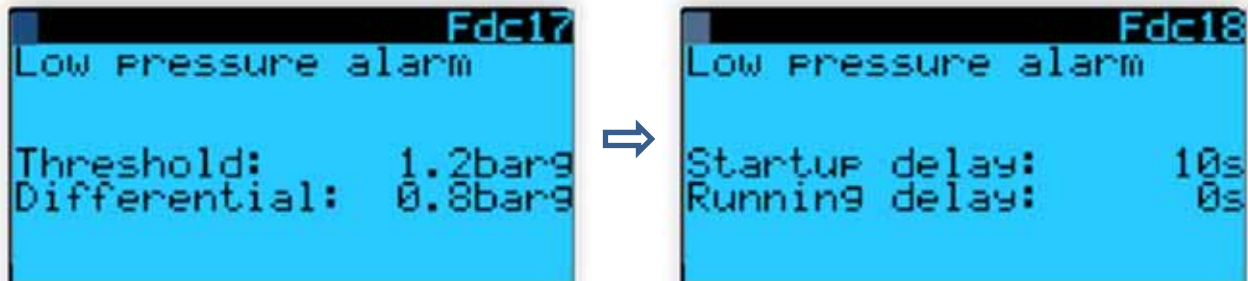 Fdc17
Low pressure alarm
Threshold: 1.2barg
Differential: 0.8barg
Fdc18
Low pressure alarm
Startup delay: 10s
Running delay: 0s